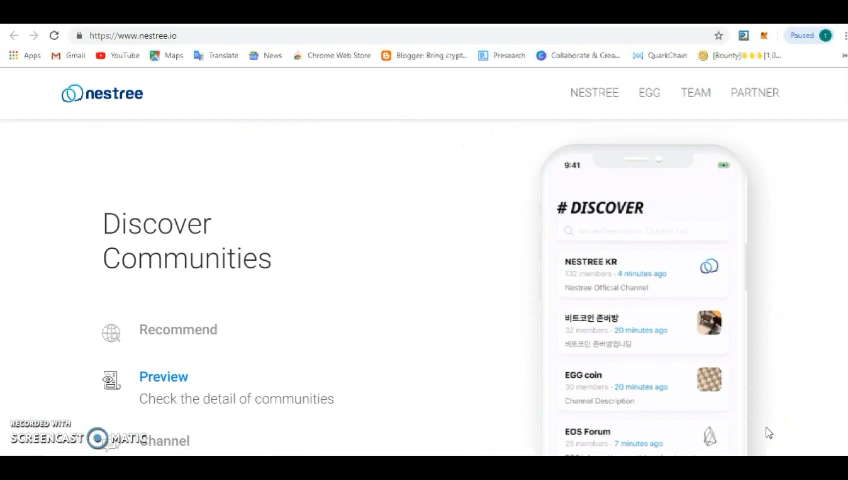 https://www.nestree.io
Paused
Apps
Gmail
YouTube
Maps
Translate
News
Chrome Web Store
Blogger: Bring crypt...
Presearch
Collaborate & Crea...
QuarkChain
nestree
NESTREE
EGG
TEAM
PARTNER
9:41
# DISCOVER
Discover
Communities
NESTREE KR
132 members · 4 minutes ago
Nestree Official Channel
비트코인 존버방
32 members · 20 minutes ago
EGG coin
30 members · 20 minutes ago
Channel Description
EOS Forum
23 members · 7 minutes ago
Recommend
Preview
Check the detail of communities
Channel
RECORDED WITH
SCREENCAST MATIC